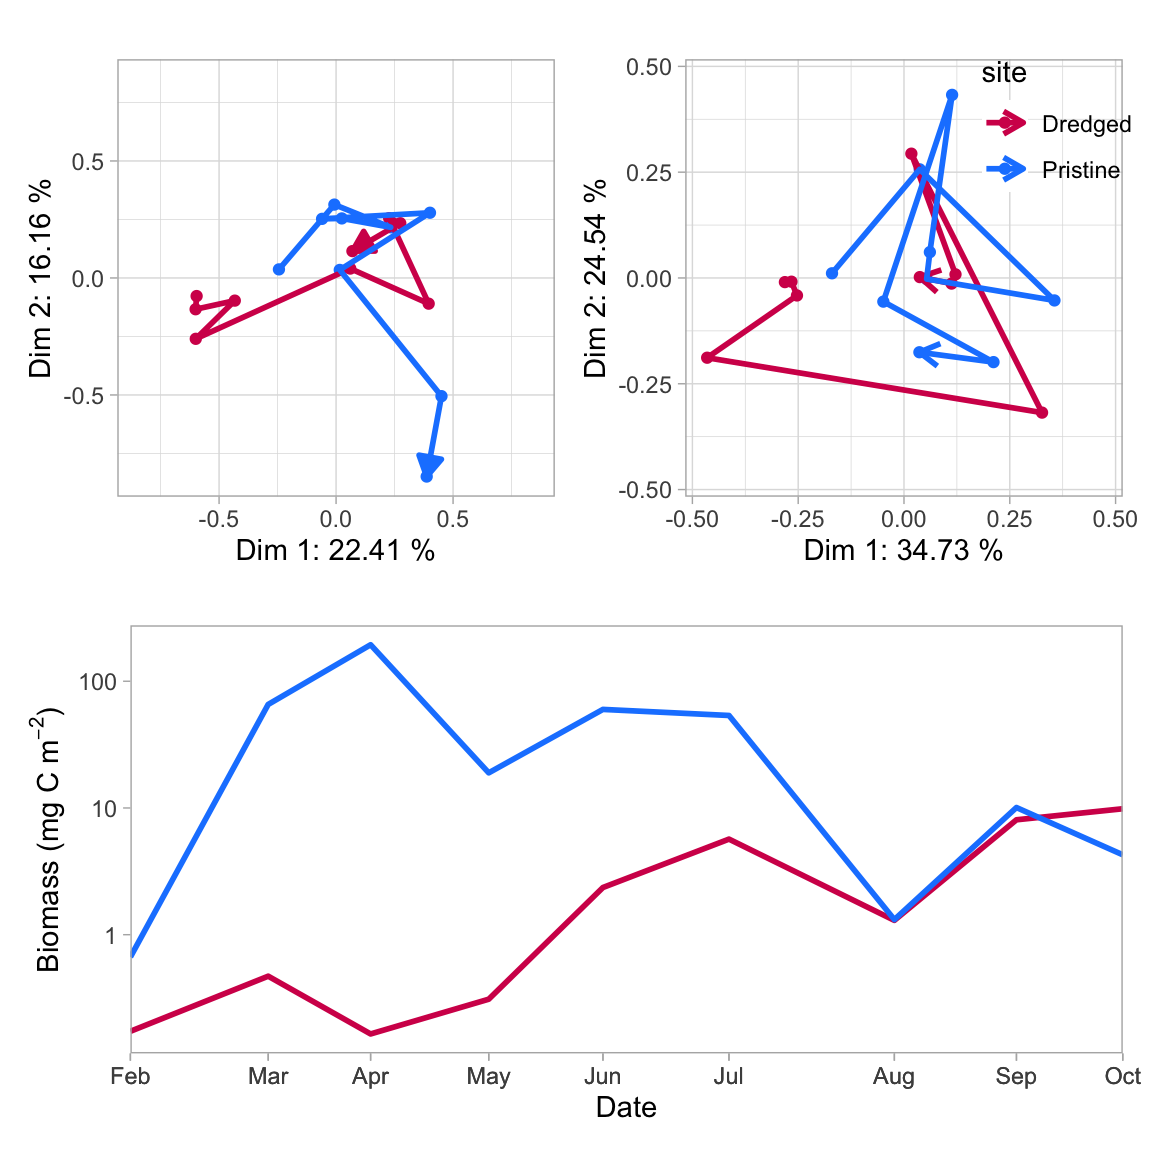 0.5
0.0
-0.5
Dim 2: 16.16 %
-0.5 0.0 0.5
Dim 1: 22.41 %
0.50
0.25
0.00
-0.25
-0.50
Dim 2: 24.54 %
-0.50 -0.25 0.00 0.25 0.50
Dim 1: 34.73 %
site
Dredged
Pristine
100
10
1
Biomass (mg C m⁻²)
Feb Mar Apr May Jun Jul Aug Sep Oct
Date